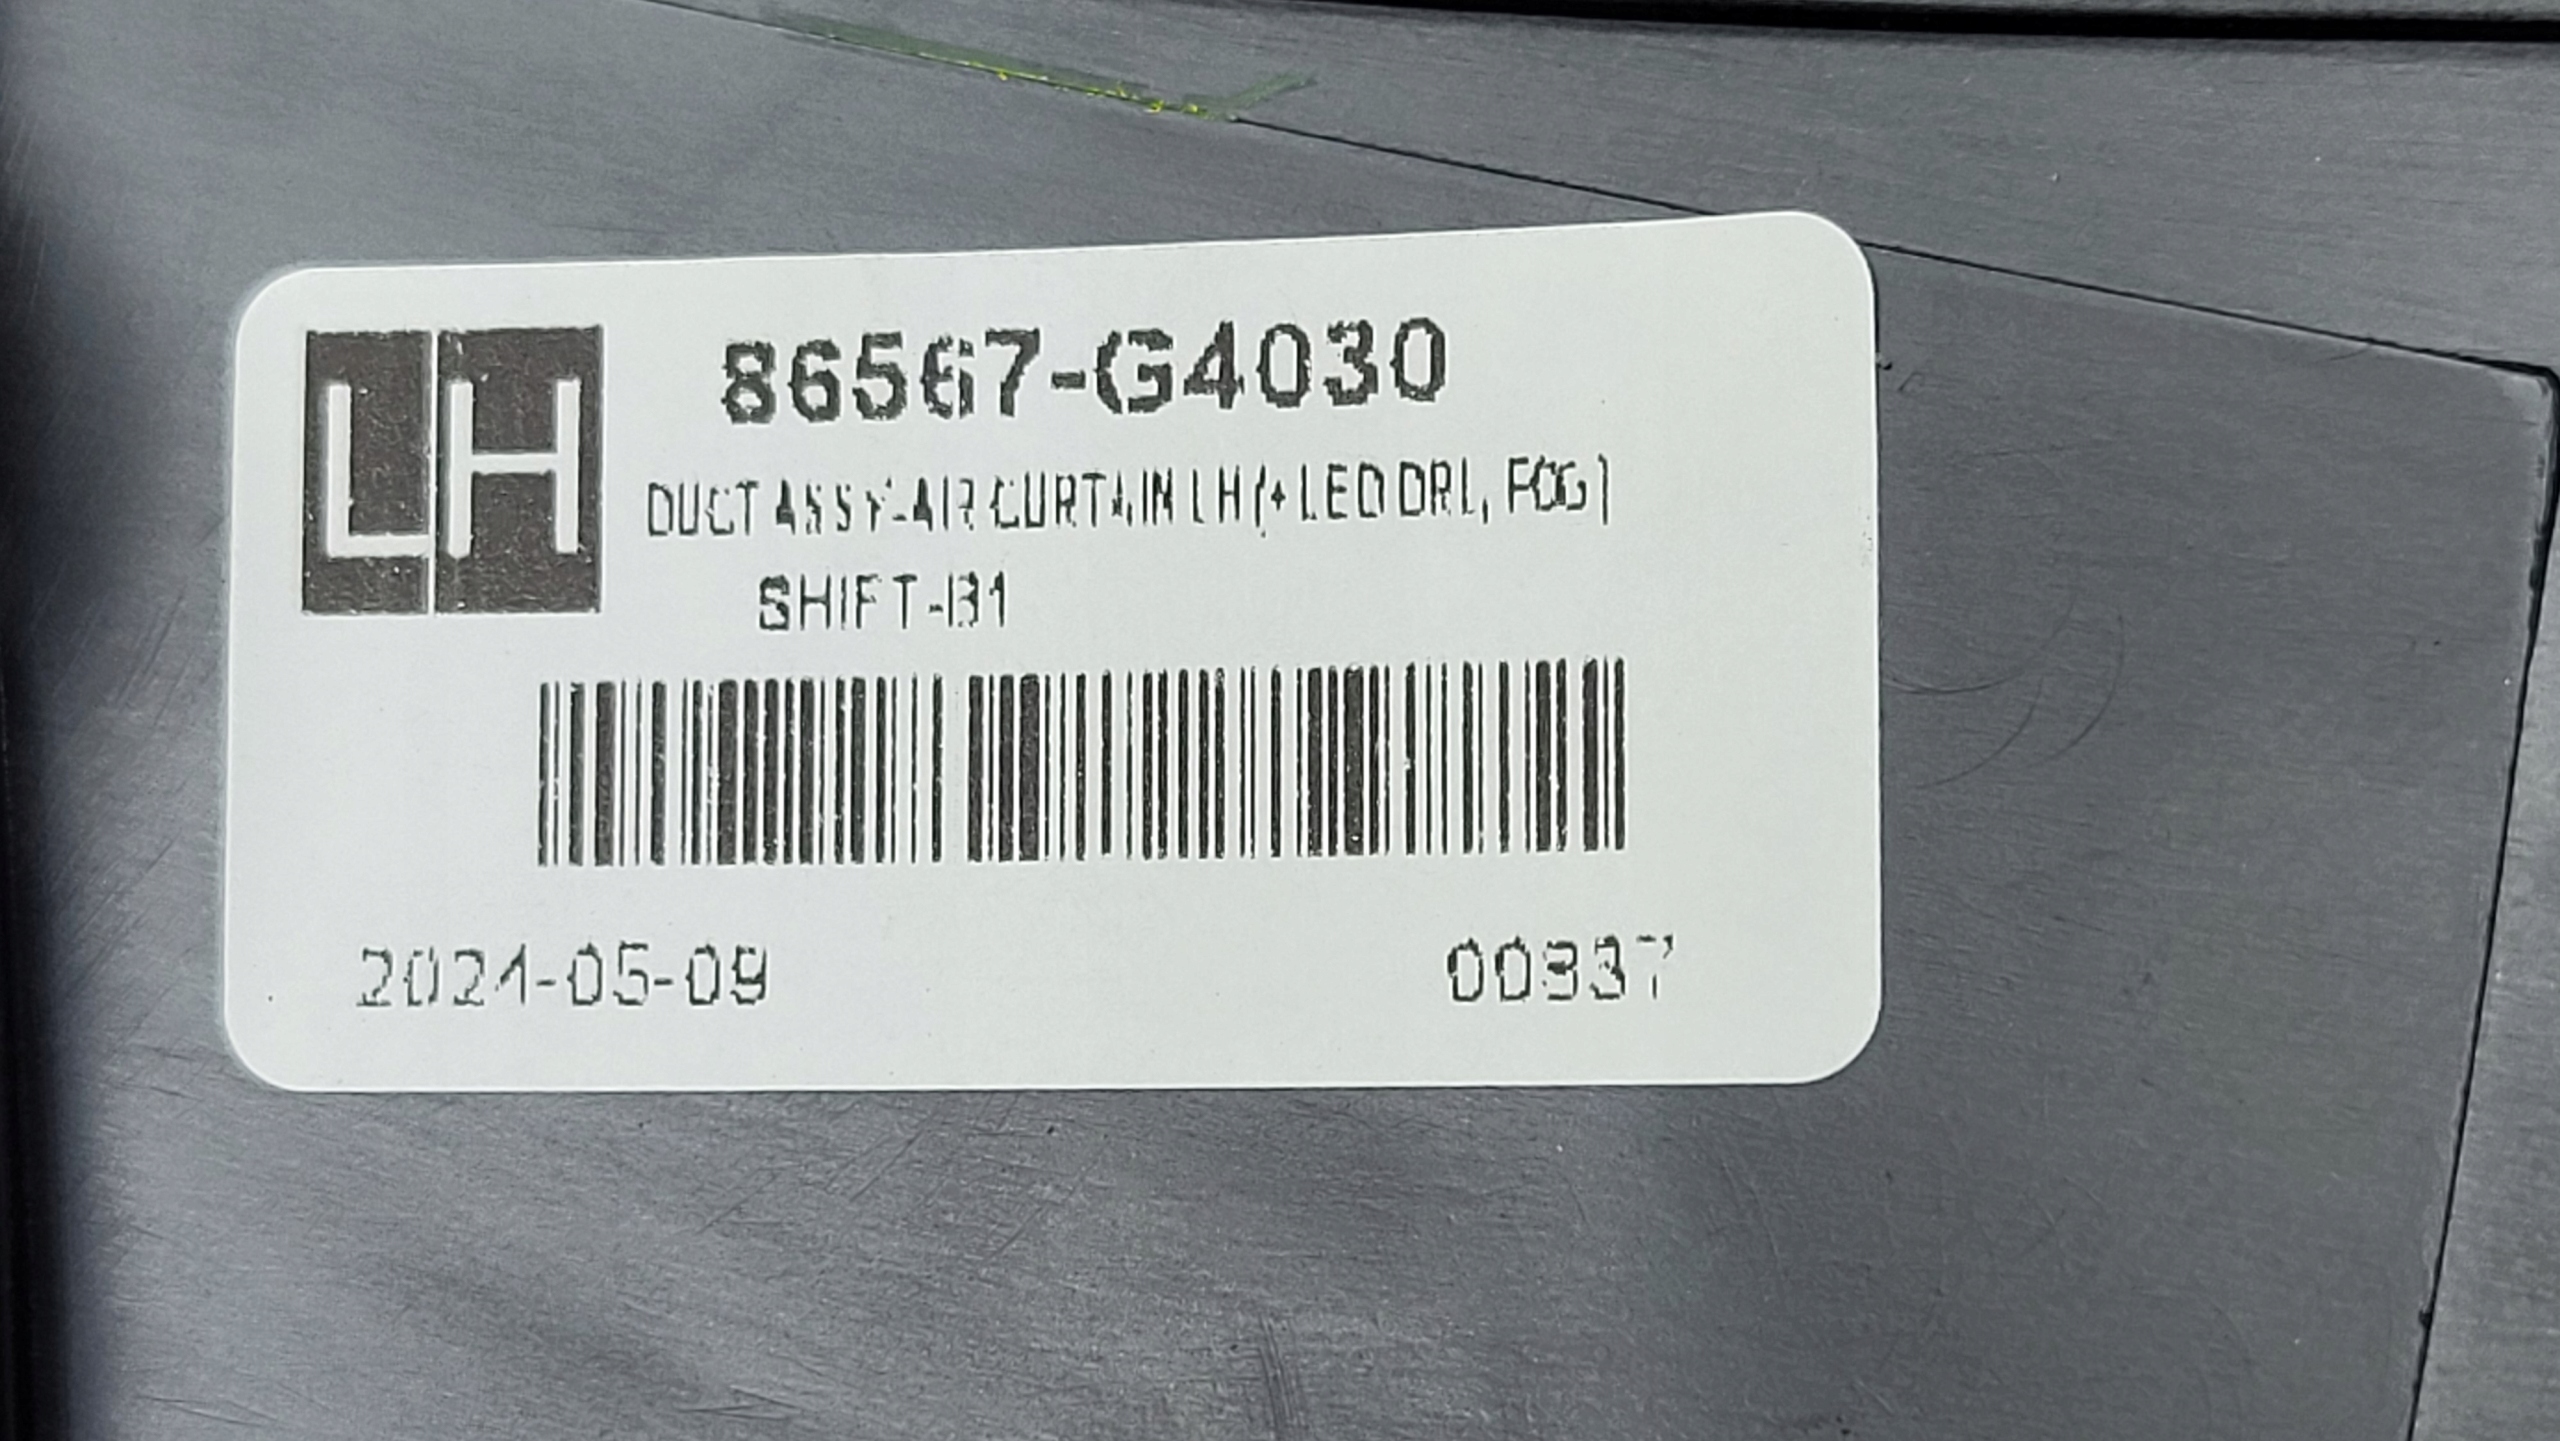 LH
86567-G4030
DUCT ASSY-AIR CURTAIN LH (+LED DRL, FOG)
SHIFT-B1
2024-05-09
00337